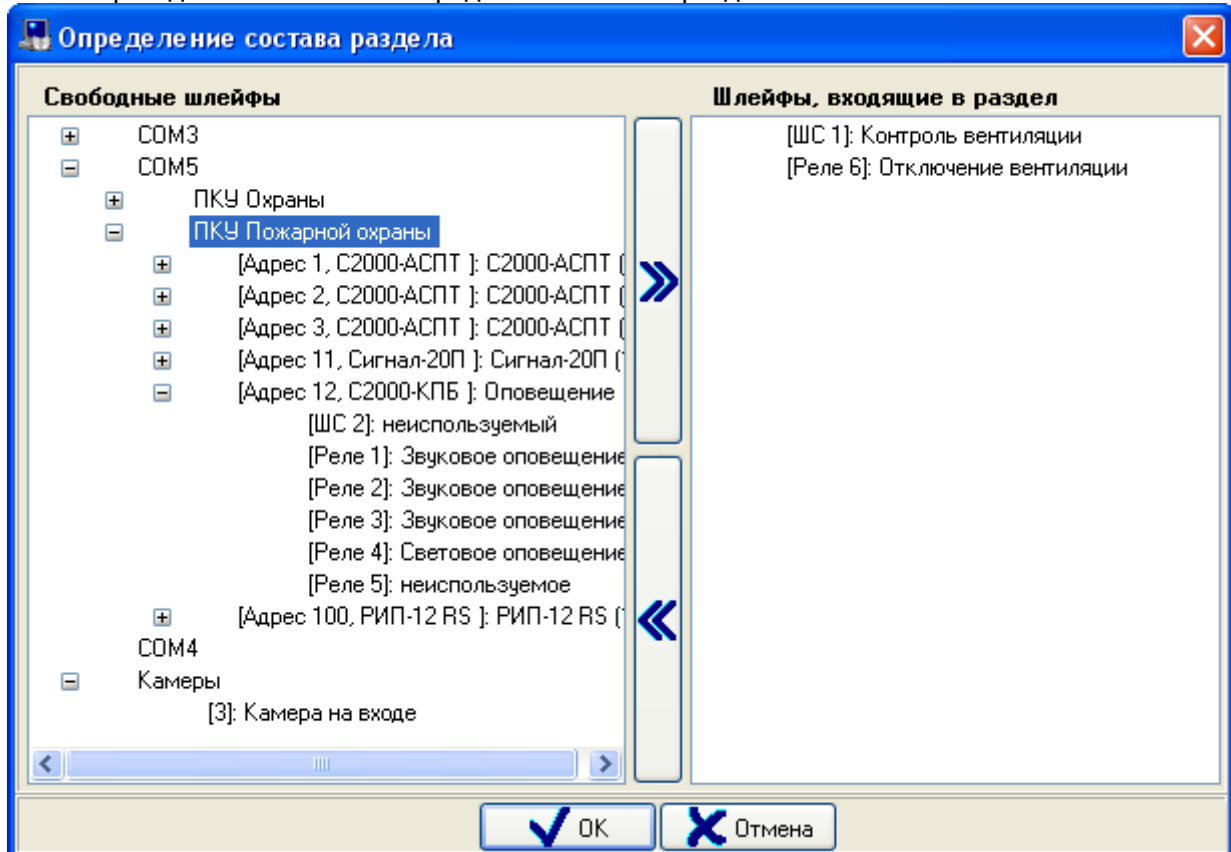 Определение состава раздела
Свободные шлейфы
COM3
COM5
ПКУ Охраны
ПКУ Пожарной охраны
[Адрес 1, С2000-АСПТ ]: С2000-АСПТ (
[Адрес 2, С2000-АСПТ ]: С2000-АСПТ (
[Адрес 3, С2000-АСПТ ]: С2000-АСПТ (
[Адрес 11, Сигнал-20П ]: Сигнал-20П (
[Адрес 12, С2000-КПБ ]: Оповещение
[ШС 2]: неиспользуемый
[Реле 1]: Звуковое оповещение
[Реле 2]: Звуковое оповещение
[Реле 3]: Звуковое оповещение
[Реле 4]: Световое оповещение
[Реле 5]: неиспользуемое
[Адрес 100, РИП-12 RS ]: РИП-12 RS (
COM4
Камеры
[3]: Камера на входе
Шлейфы, входящие в раздел
[ШС 1]: Контроль вентиляции
[Реле 6]: Отключение вентиляции
OK
Отмена